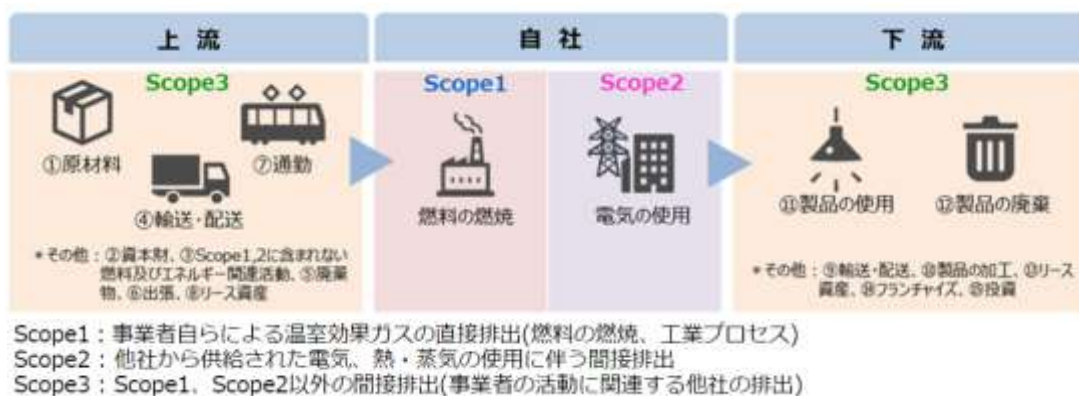 上 流
自 社
下 流
Scope3
①原材料
⑦通勤
④輸送・配送
*その他:②資本財、③Scope1,2に含まれない
燃料及びエネルギー関連活動、⑤廃棄
物、⑥出張、⑧リース資産
Scope1
燃料の燃焼
Scope2
電気の使用
Scope3
⑪製品の使用
⑫製品の廃棄
*その他:⑨輸送・配送、⑩製品の加工、⑬リース
資産、⑭フランチャイズ、⑮投資
Scope1:事業者自らによる温室効果ガスの直接排出(燃料の燃焼、工業プロセス)
Scope2:他社から供給された電気、熱・蒸気の使用に伴う間接排出
Scope3:Scope1、Scope2以外の間接排出(事業者の活動に関連する他社の排出)